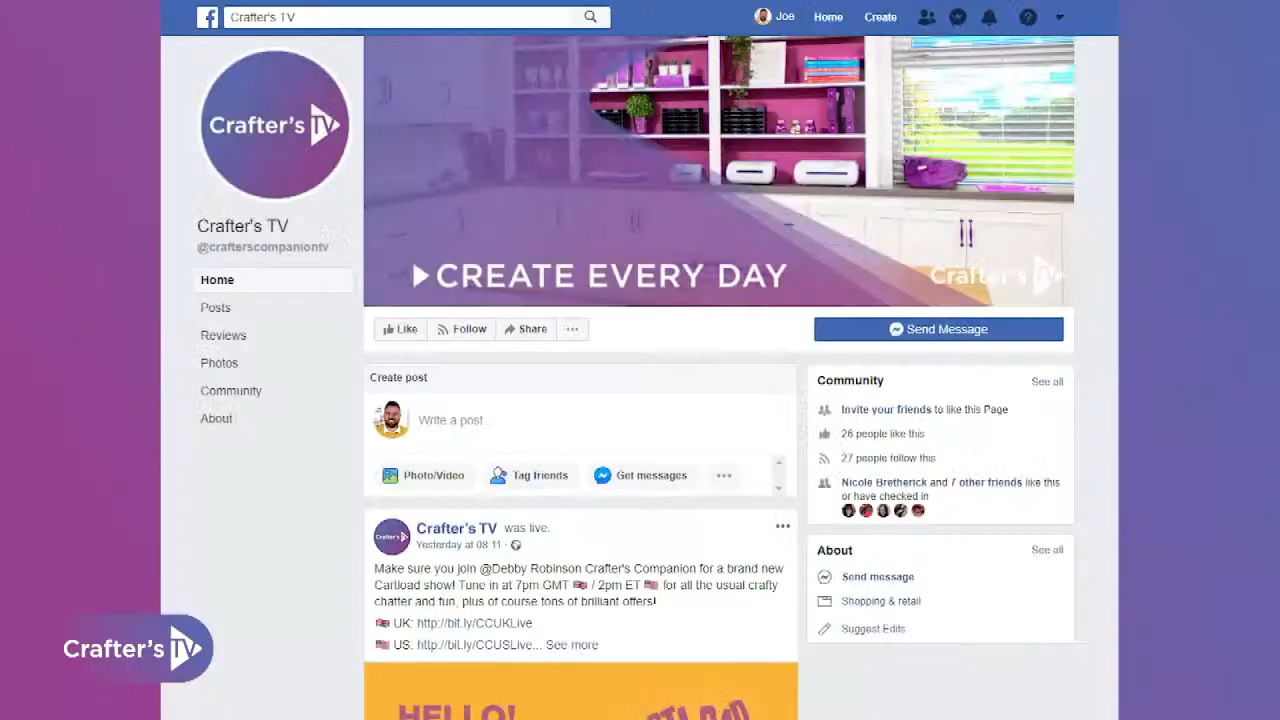 Crafter's TV
Joe
Home
Create
Crafter's TV
Crafter's TV
@crafterscompaniontv
Home
Posts
Reviews
Photos
Community
About
CREATE EVERY DAY
Crafter's TV
Like
Follow
Share
Send Message
Create post
Write a post...
Photo/Video
Tag friends
Get messages
Community
See all
Invite your friends to like this Page
26 people like this
27 people follow this
Nicole Bretherick and 7 other friends like this
or have checked in
Crafter's TV was live.
Crafter's TV
Yesterday at 08:11
Make sure you join @Debby Robinson Crafter's Companion for a brand new
Cartload show! Tune in at 7pm GMT 🇬🇧 / 2pm ET 🇺🇸 for all the usual crafty
chatter and fun, plus of course tons of brilliant offers!
🇬🇧 UK: http://bit.ly/CCUKLive
🇺🇸 US: http://bit.ly/CCUSLive... See more
About
See all
Send message
Shopping & retail
Suggest Edits
HELLO!
Crafter's TV